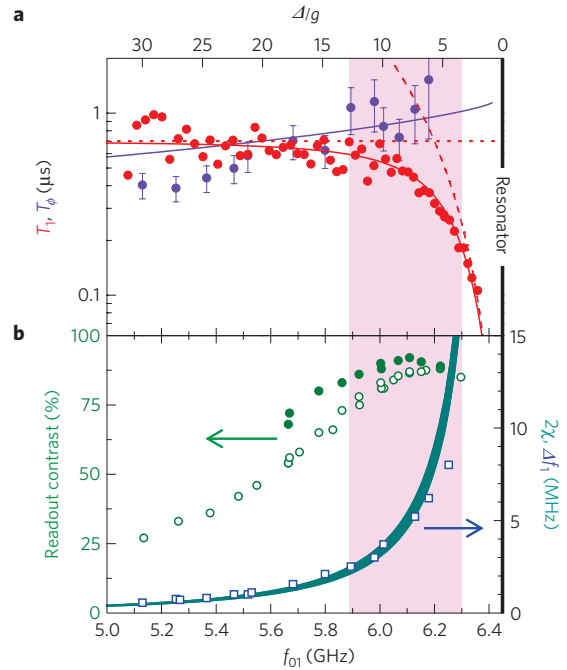 a
Δ/g
30 25 20 15 10 5 0
T1, Tϕ (μs)
1
0.1
Resonator
b
Readout contrast (%)
100
75
50
25
0
2χ, Δf1 (MHz)
15
10
5
0
5.0 5.2 5.4 5.6 5.8 6.0 6.2 6.4
f01 (GHz)